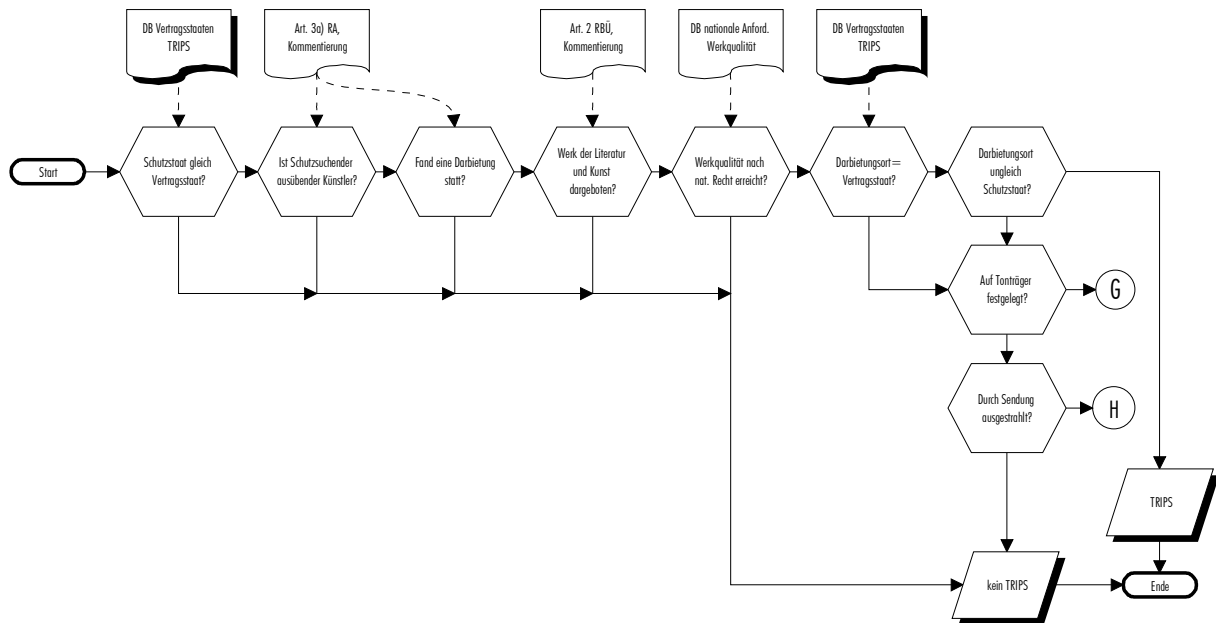 DB Vertragsstaaten
TRIPS
Art. 3a) RA,
Kommentierung
Art. 2 RBÜ,
Kommentierung
DB nationale Anford.
Werkqualität
DB Vertragsstaaten
TRIPS
Start
Schutzstaat gleich
Vertragsstaat?
Ist Schutzsuchender
ausübender Künstler?
Fand eine Darbietung
statt?
Werk der Literatur
und Kunst
dargeboten?
Werkqualität nach
nat. Recht erreicht?
Darbietungsort=
Vertragsstaat?
Darbietungsort
ungleich
Schutzstaat?
Auf Tonträger
festgelegt?
G
Durch Sendung
ausgestrahlt?
H
TRIPS
kein TRIPS
Ende